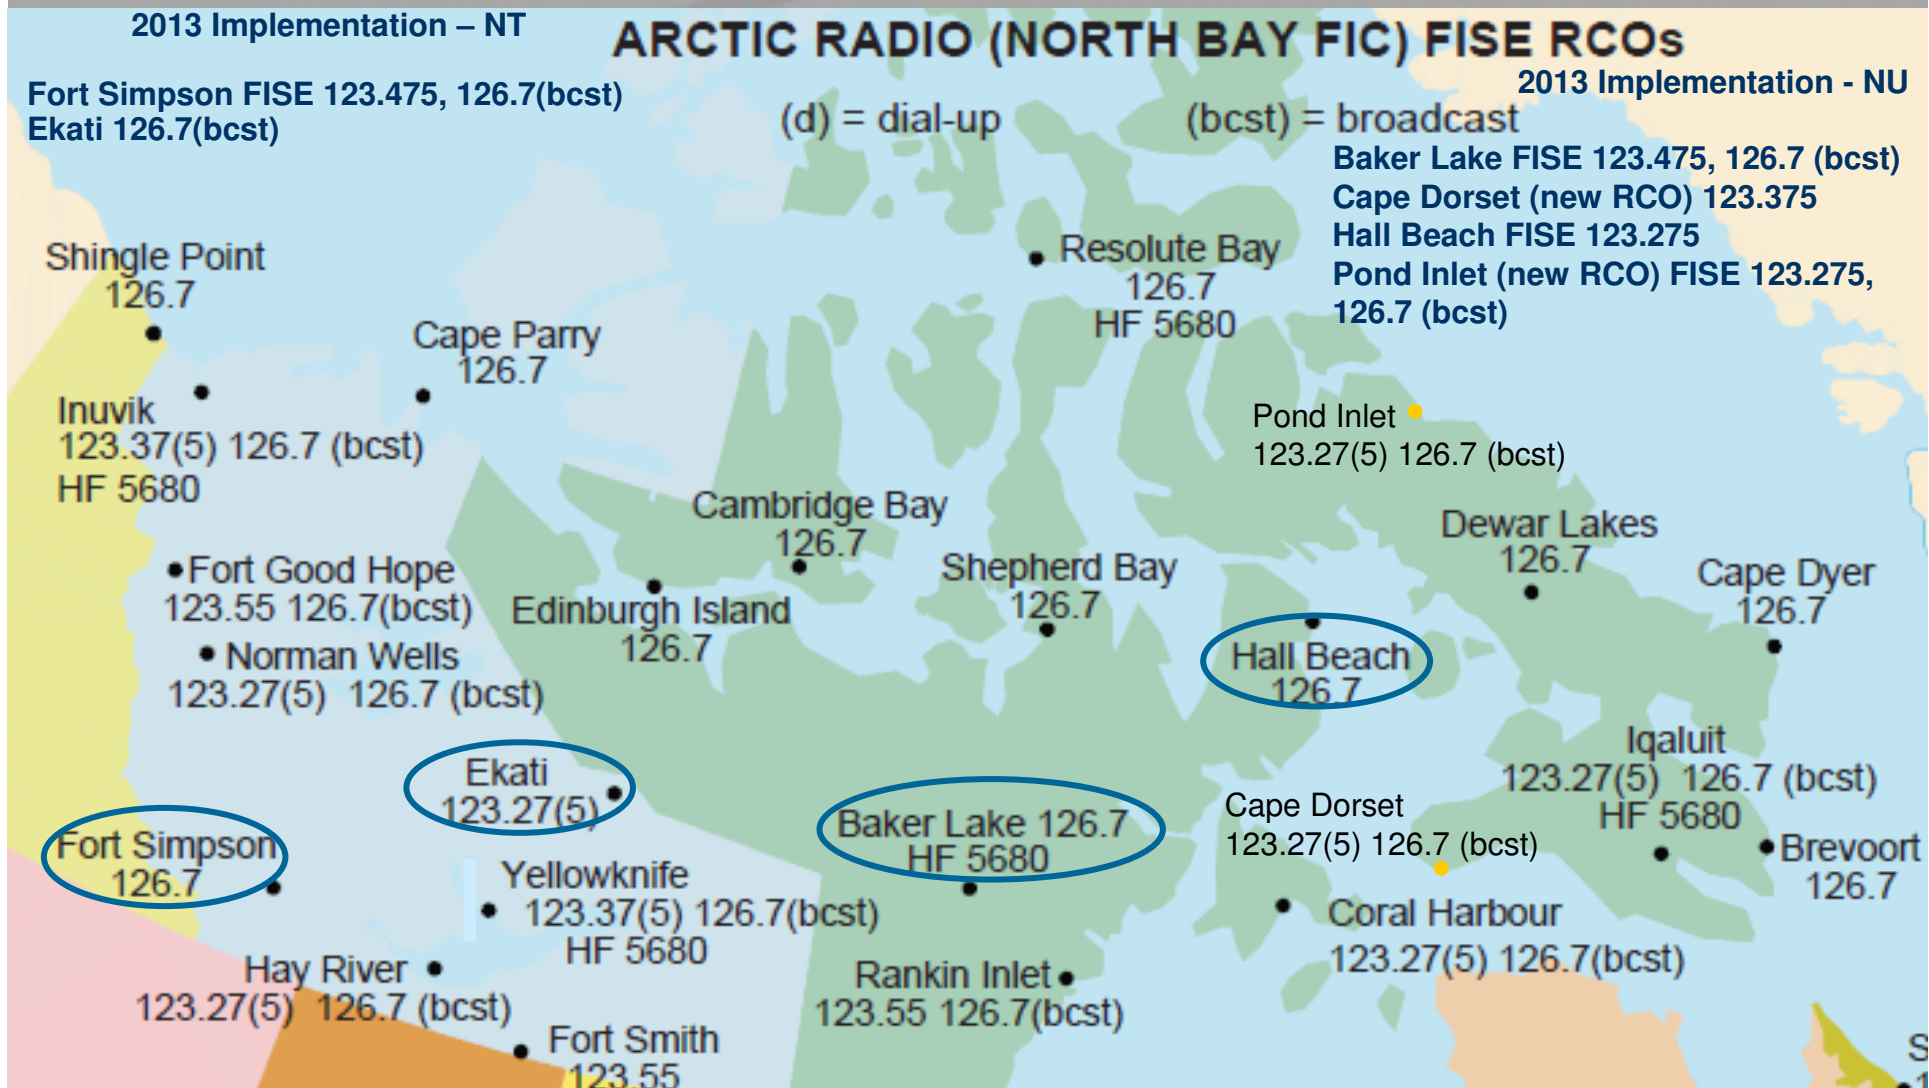 2013 Implementation – NT
ARCTIC RADIO (NORTH BAY FIC) FISE RCOs
Fort Simpson FISE 123.475, 126.7(bcst)
Ekati 126.7(bcst)
(d) = dial-up
(bcst) = broadcast
2013 Implementation - NU
Baker Lake FISE 123.475, 126.7 (bcst)
Cape Dorset (new RCO) 123.375
Hall Beach FISE 123.275
Pond Inlet (new RCO) FISE 123.275,
126.7 (bcst)
Shingle Point
126.7
Cape Parry
126.7
Resolute Bay
126.7
HF 5680
Inuvik
123.37(5) 126.7 (bcst)
HF 5680
Pond Inlet
123.27(5) 126.7 (bcst)
Cambridge Bay
126.7
Dewar Lakes
126.7
Fort Good Hope
123.55 126.7(bcst)
Edinburgh Island
126.7
Shepherd Bay
126.7
Cape Dyer
126.7
Norman Wells
123.27(5) 126.7 (bcst)
Hall Beach
126.7
Ekati
123.27(5)
Iqaluit
123.27(5) 126.7 (bcst)
HF 5680
Fort Simpson
126.7
Baker Lake 126.7
HF 5680
Cape Dorset
123.27(5) 126.7 (bcst)
Brevoort
126.7
Yellowknife
123.37(5) 126.7(bcst)
HF 5680
Coral Harbour
123.27(5) 126.7(bcst)
Hay River
123.27(5) 126.7 (bcst)
Rankin Inlet
123.55 126.7(bcst)
Fort Smith
123.55